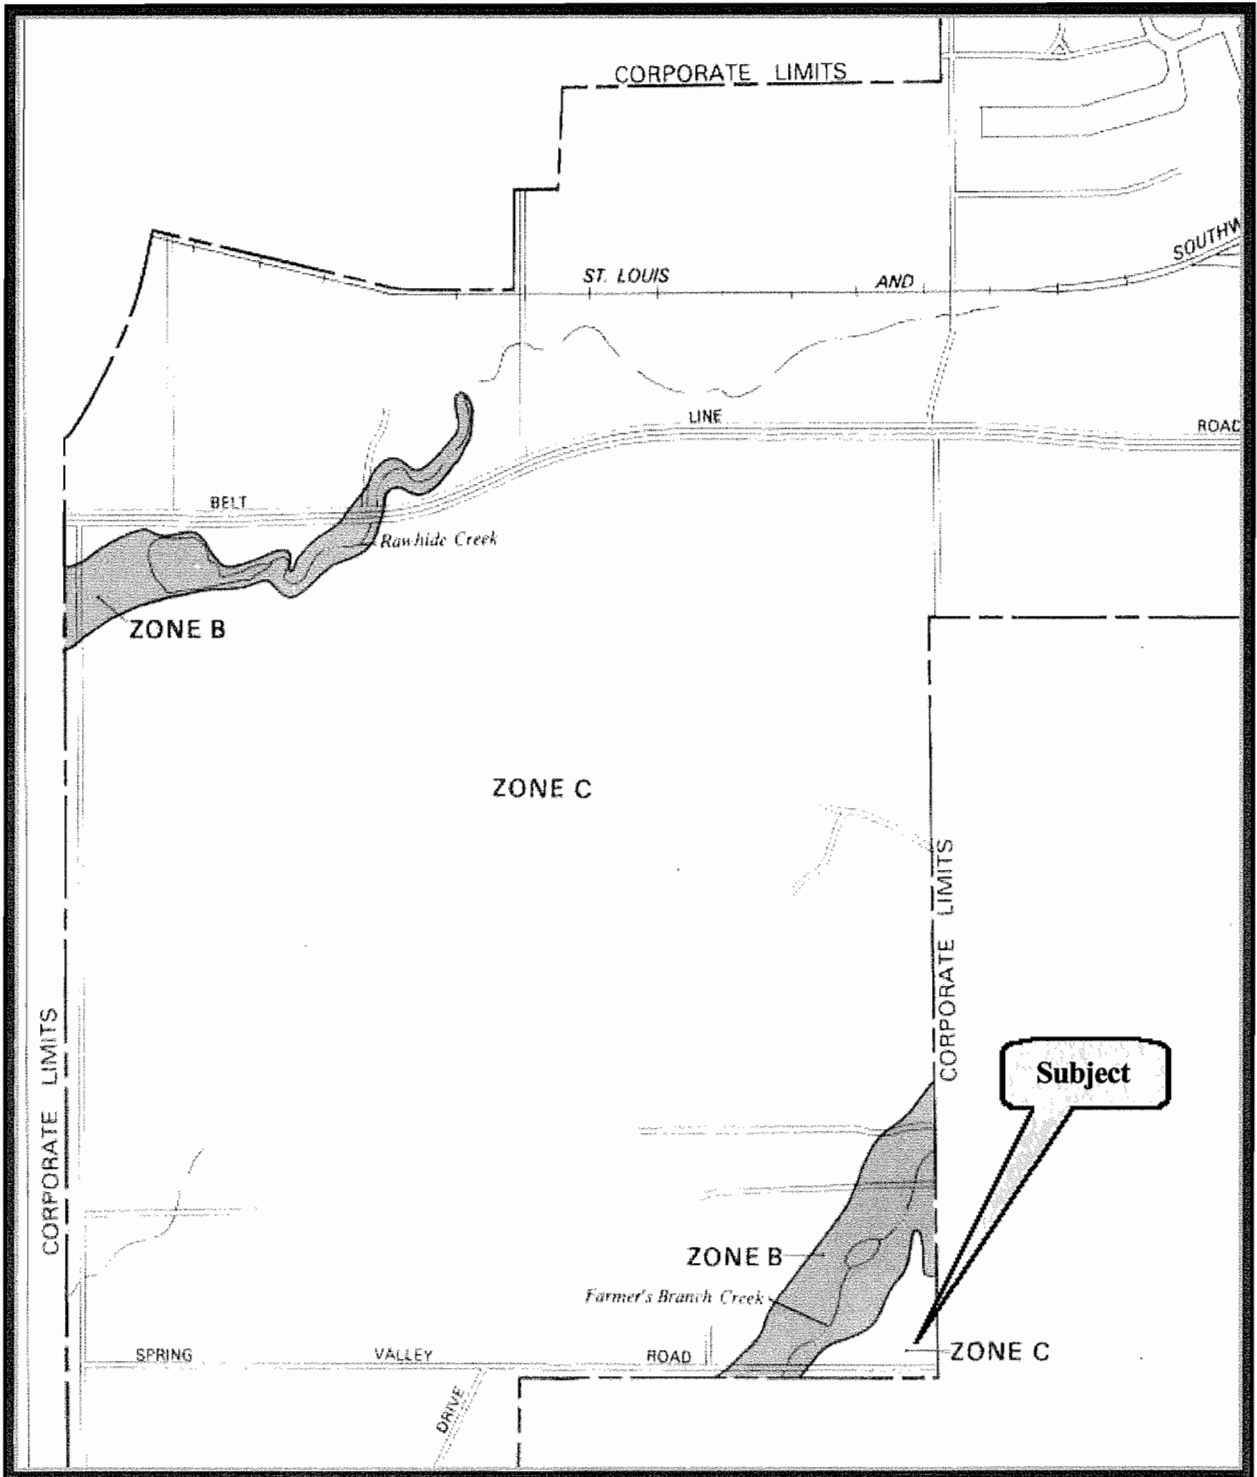 CORPORATE LIMITS
SOUTHW
ST. LOUIS AND
LINE
ROAD
BELT
Rawhide Creek
ZONE B
ZONE C
CORPORATE LIMITS
CORPORATE LIMITS
Subject
ZONE B
Farmer's Branch Creek
ZONE C
SPRING VALLEY ROAD
DRIVE